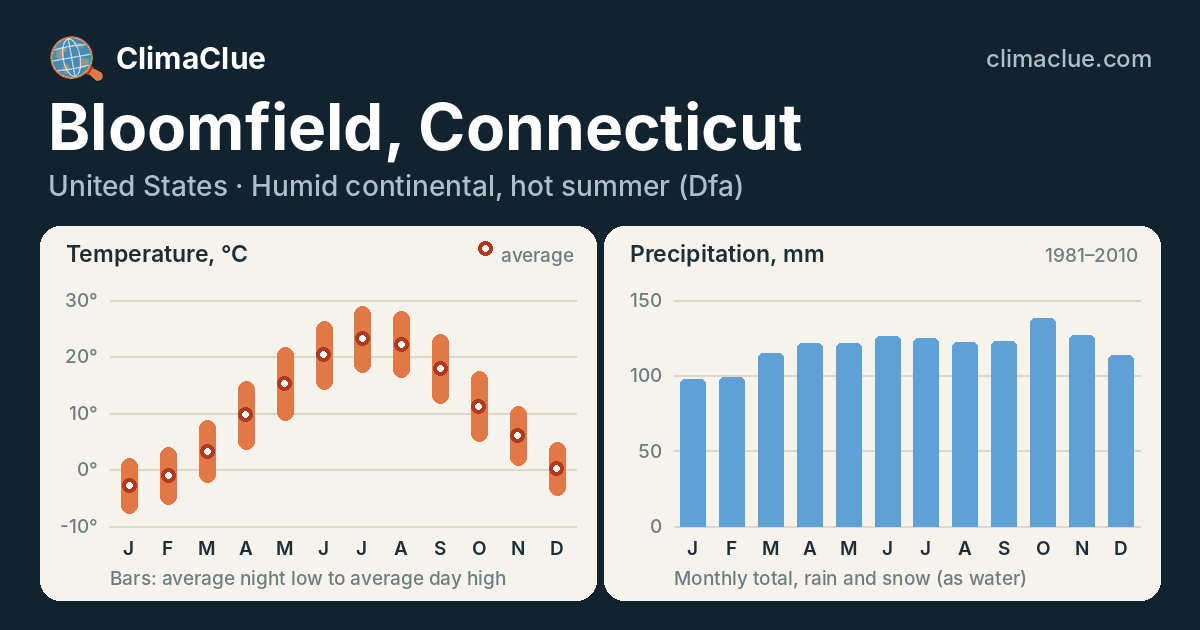 ClimaClue
climaclue.com
Bloomfield, Connecticut
United States · Humid continental, hot summer (Dfa)
Temperature, °C
average
30°
20°
10°
0°
-10°
J F M A M J J A S O N D
Bars: average night low to average day high
Precipitation, mm
1981–2010
150
100
50
0
J F M A M J J A S O N D
Monthly total, rain and snow (as water)